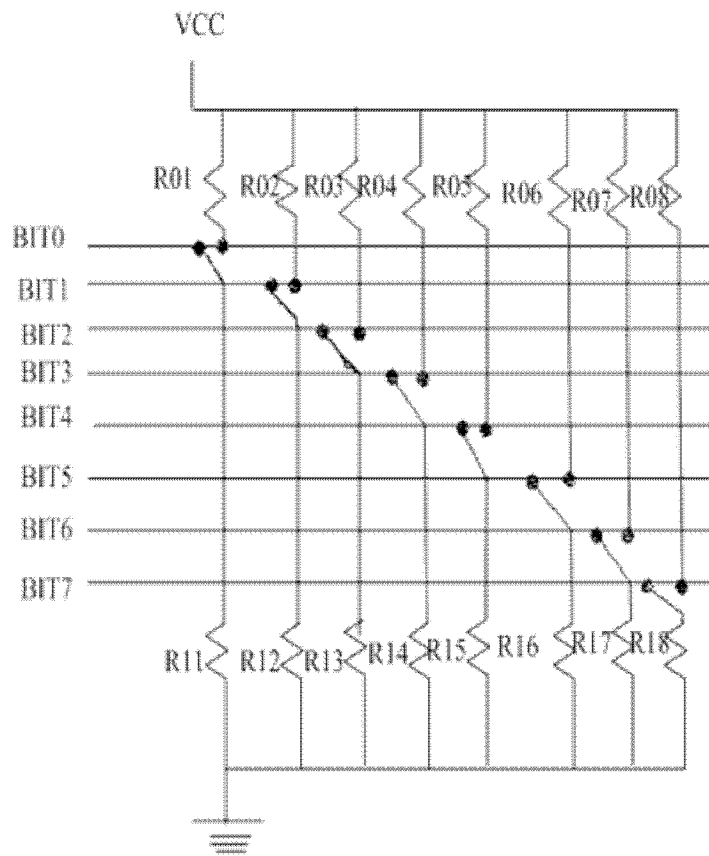 VCC
R01 R02 R03 R04 R05 R06 R07 R08
BIT0
BIT1
BIT2
BIT3
BIT4
BIT5
BIT6
BIT7
R11 R12 R13 R14 R15 R16 R17 R18